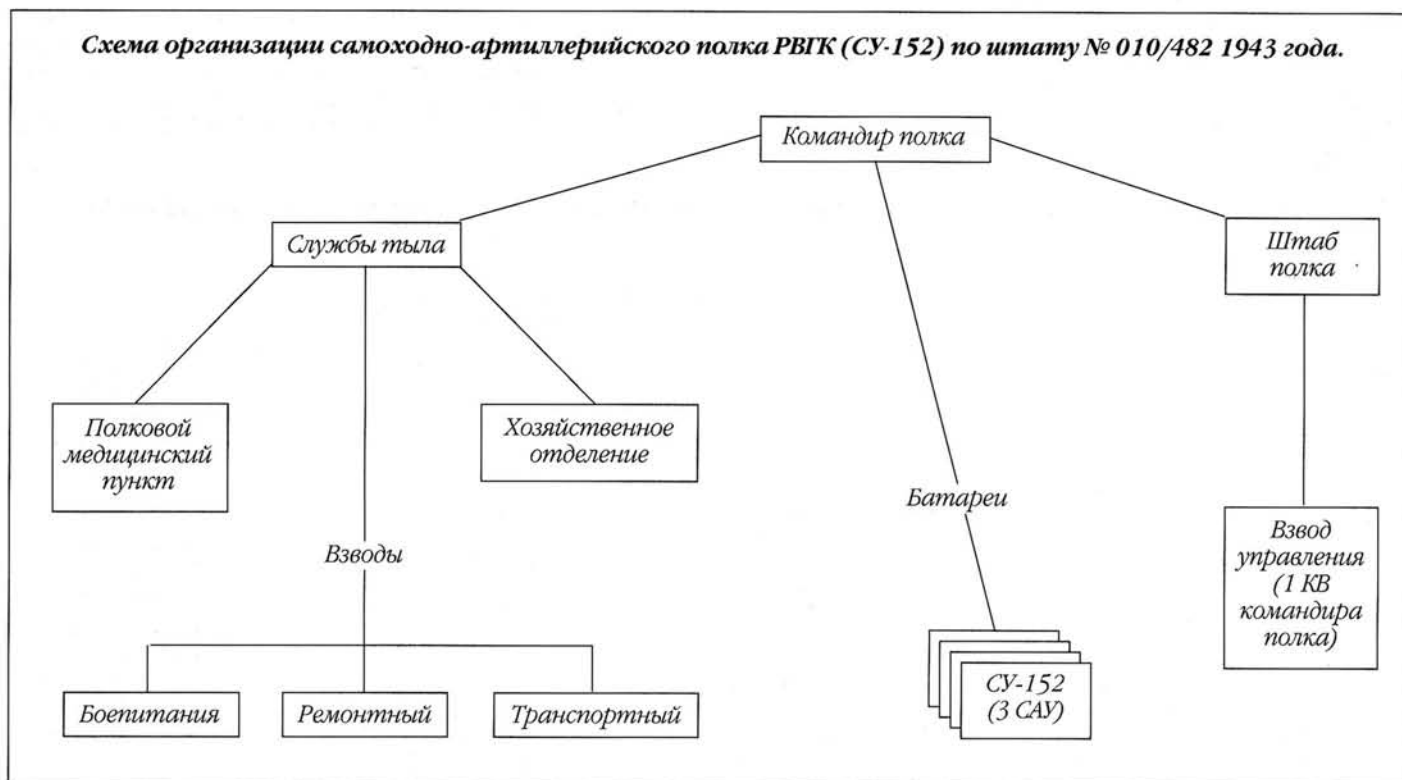 Схема организации самоходно-артиллерийского полка РВГК (СУ-152) по штату № 010/482 1943 года.
Командир полка
Службы тыла
Штаб
полка
Полковой
медицинский
пункт
Хозяйственное
отделение
Взводы
Боепитания
Ремонтный
Транспортный
Батареи
СУ-152
(3 САУ)
Взвод
управления
(1 КВ
командира
полка)